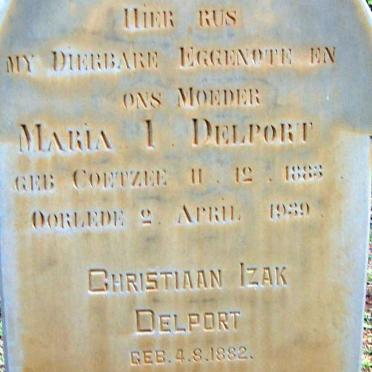 HIER RUS
MY DIERBARE EGGENOTE EN
ONS MOEDER
MARIA I. DELPORT
GEB COETZEE 11.12.1883.
OORLEDE 2. APRIL 1939.
CHRISTIAAN IZAK
DELPORT
GEB.4.8.1882.